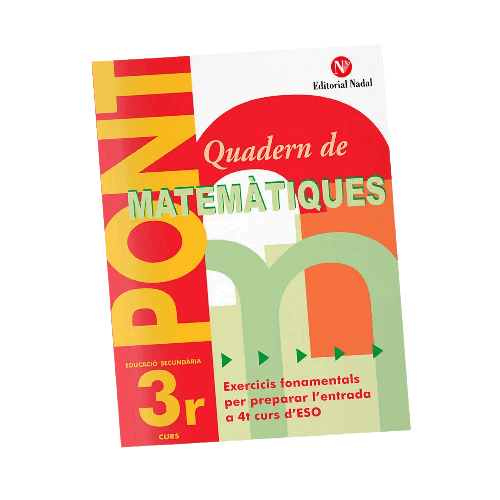 N
Editorial Nadal
PONT
Quadern de
MATEMÀTIQUES
EDUCACIÓ SECUNDÀRIA
3r
CURS
Exercicis fonamentals
per preparar l'entrada
a 4t curs d'ESO